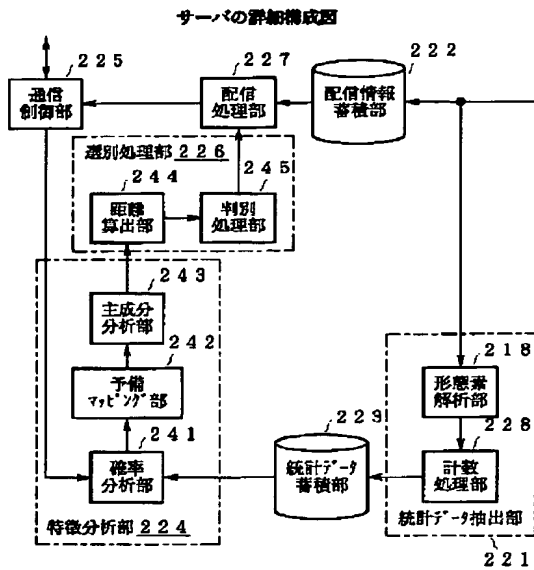 サーバの詳細構成図
225
通信
制御部
227
配信
処理部
222
配信情報
蓄積部
選別処理部 226
244
距離
算出部
245
判別
処理部
243
主成分
分析部
242
予備
マッピング部
241
確率
分析部
特徴分析部 224
229
統計データ
蓄積部
218
形態素
解析部
228
計数
処理部
統計データ抽出部
221